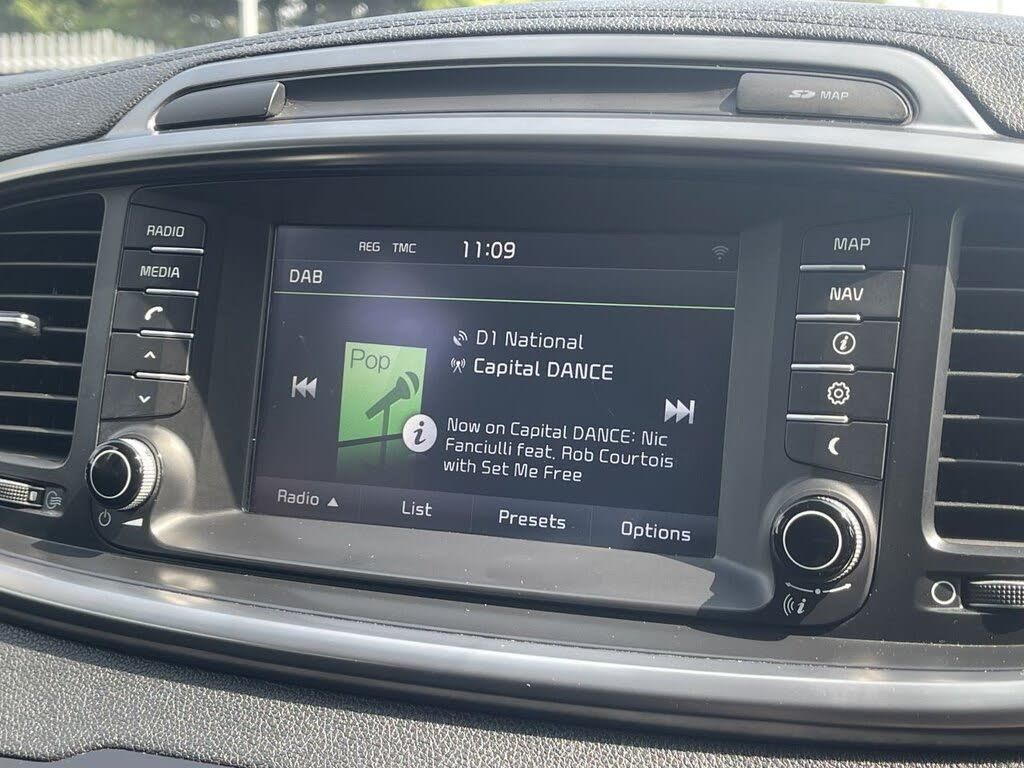 SD MAP
RADIO
MEDIA
REG TMC 11:09
DAB
MAP
NAV
D1 National
Capital DANCE
Pop
Now on Capital DANCE: Nic
Fanciulli feat. Rob Courtois
with Set Me Free
Radio ▲ List Presets Options